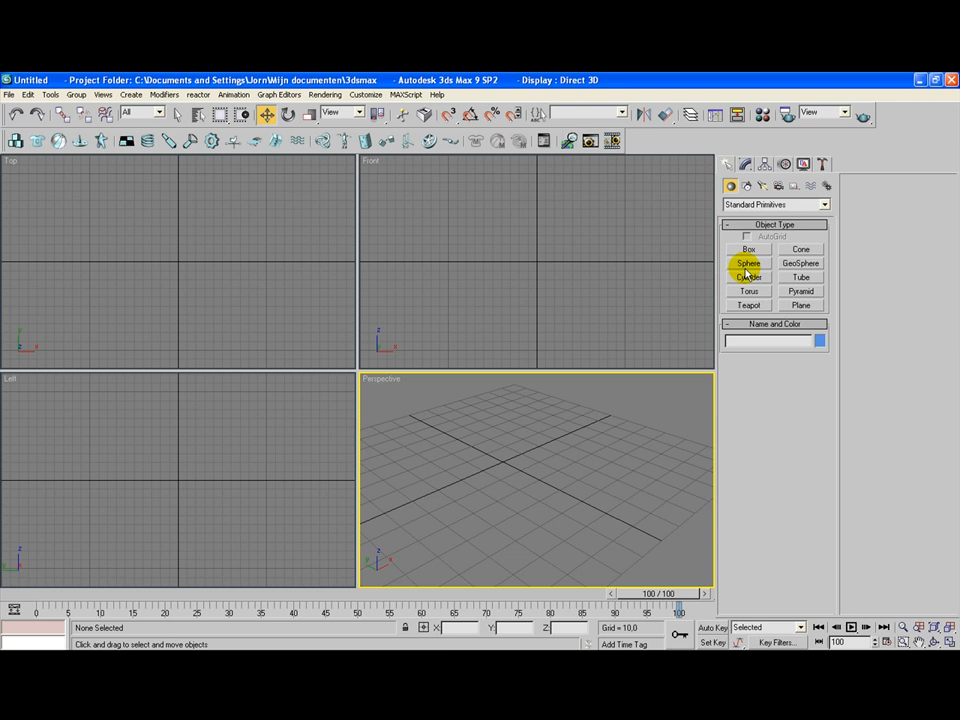 Untitled - Project Folder: C:\Documents and Settings\Jorn\Mijn documenten\3dsmax - Autodesk 3ds Max 9 SP2 - Display : Direct 3D
File Edit Tools Group Views Create Modifiers reactor Animation Graph Editors Rendering Customize MAXScript Help
All View View
Top Front
Standard Primitives
- Object Type
AutoGrid
Box Cone
Sphere GeoSphere
Cylinder Tube
Torus Pyramid
Teapot Plane
- Name and Color
Left Perspective
100 / 100
0 5 10 15 20 25 30 35 40 45 50 55 60 65 70 75 80 85 90 95 100
None Selected X: Y: Z: Grid = 10,0 Auto Key Selected
Click and drag to select and move objects Add Time Tag Set Key Key Filters... 100